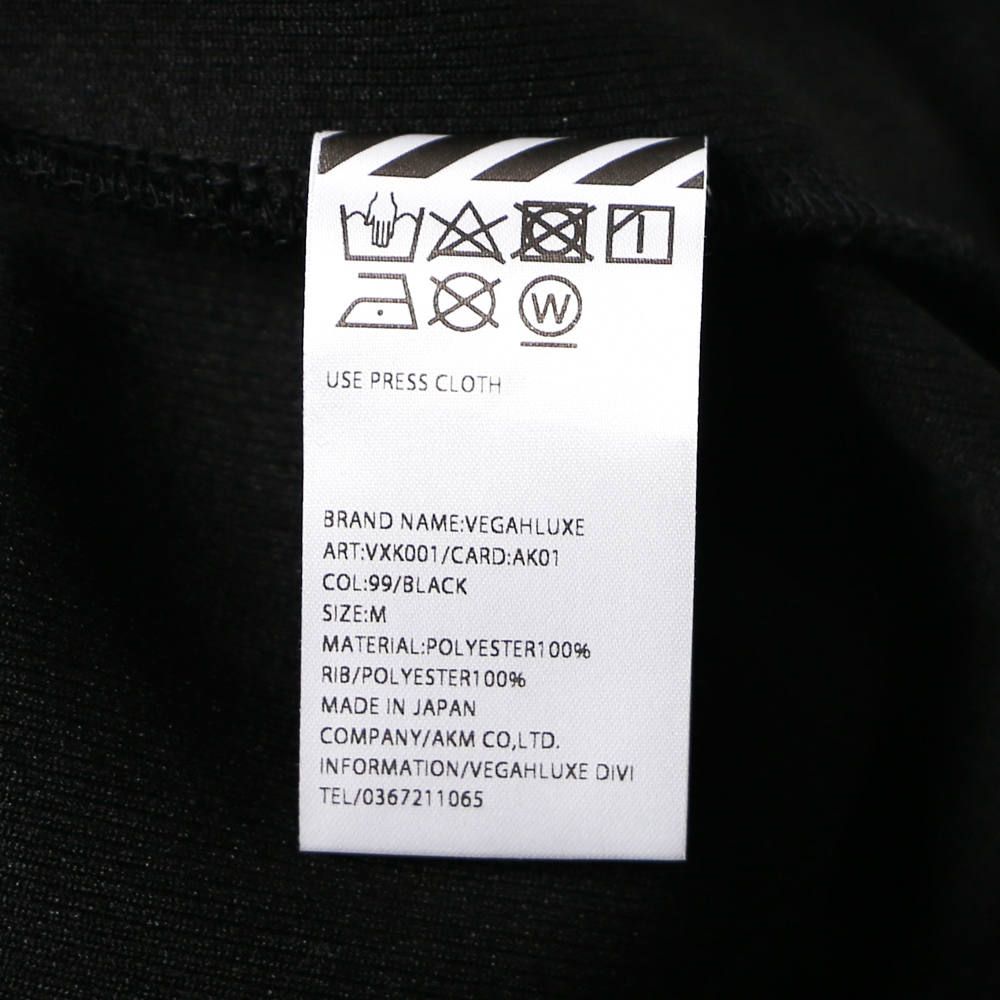 W
USE PRESS CLOTH
BRAND NAME:VEGAHLUXE
ART:VXK001/CARD:AK01
COL:99/BLACK
SIZE:M
MATERIAL:POLYESTER100%
RIB/POLYESTER100%
MADE IN JAPAN
COMPANY/AKM CO,LTD.
INFORMATION/VEGAHLUXE DIVI
TEL/0367211065